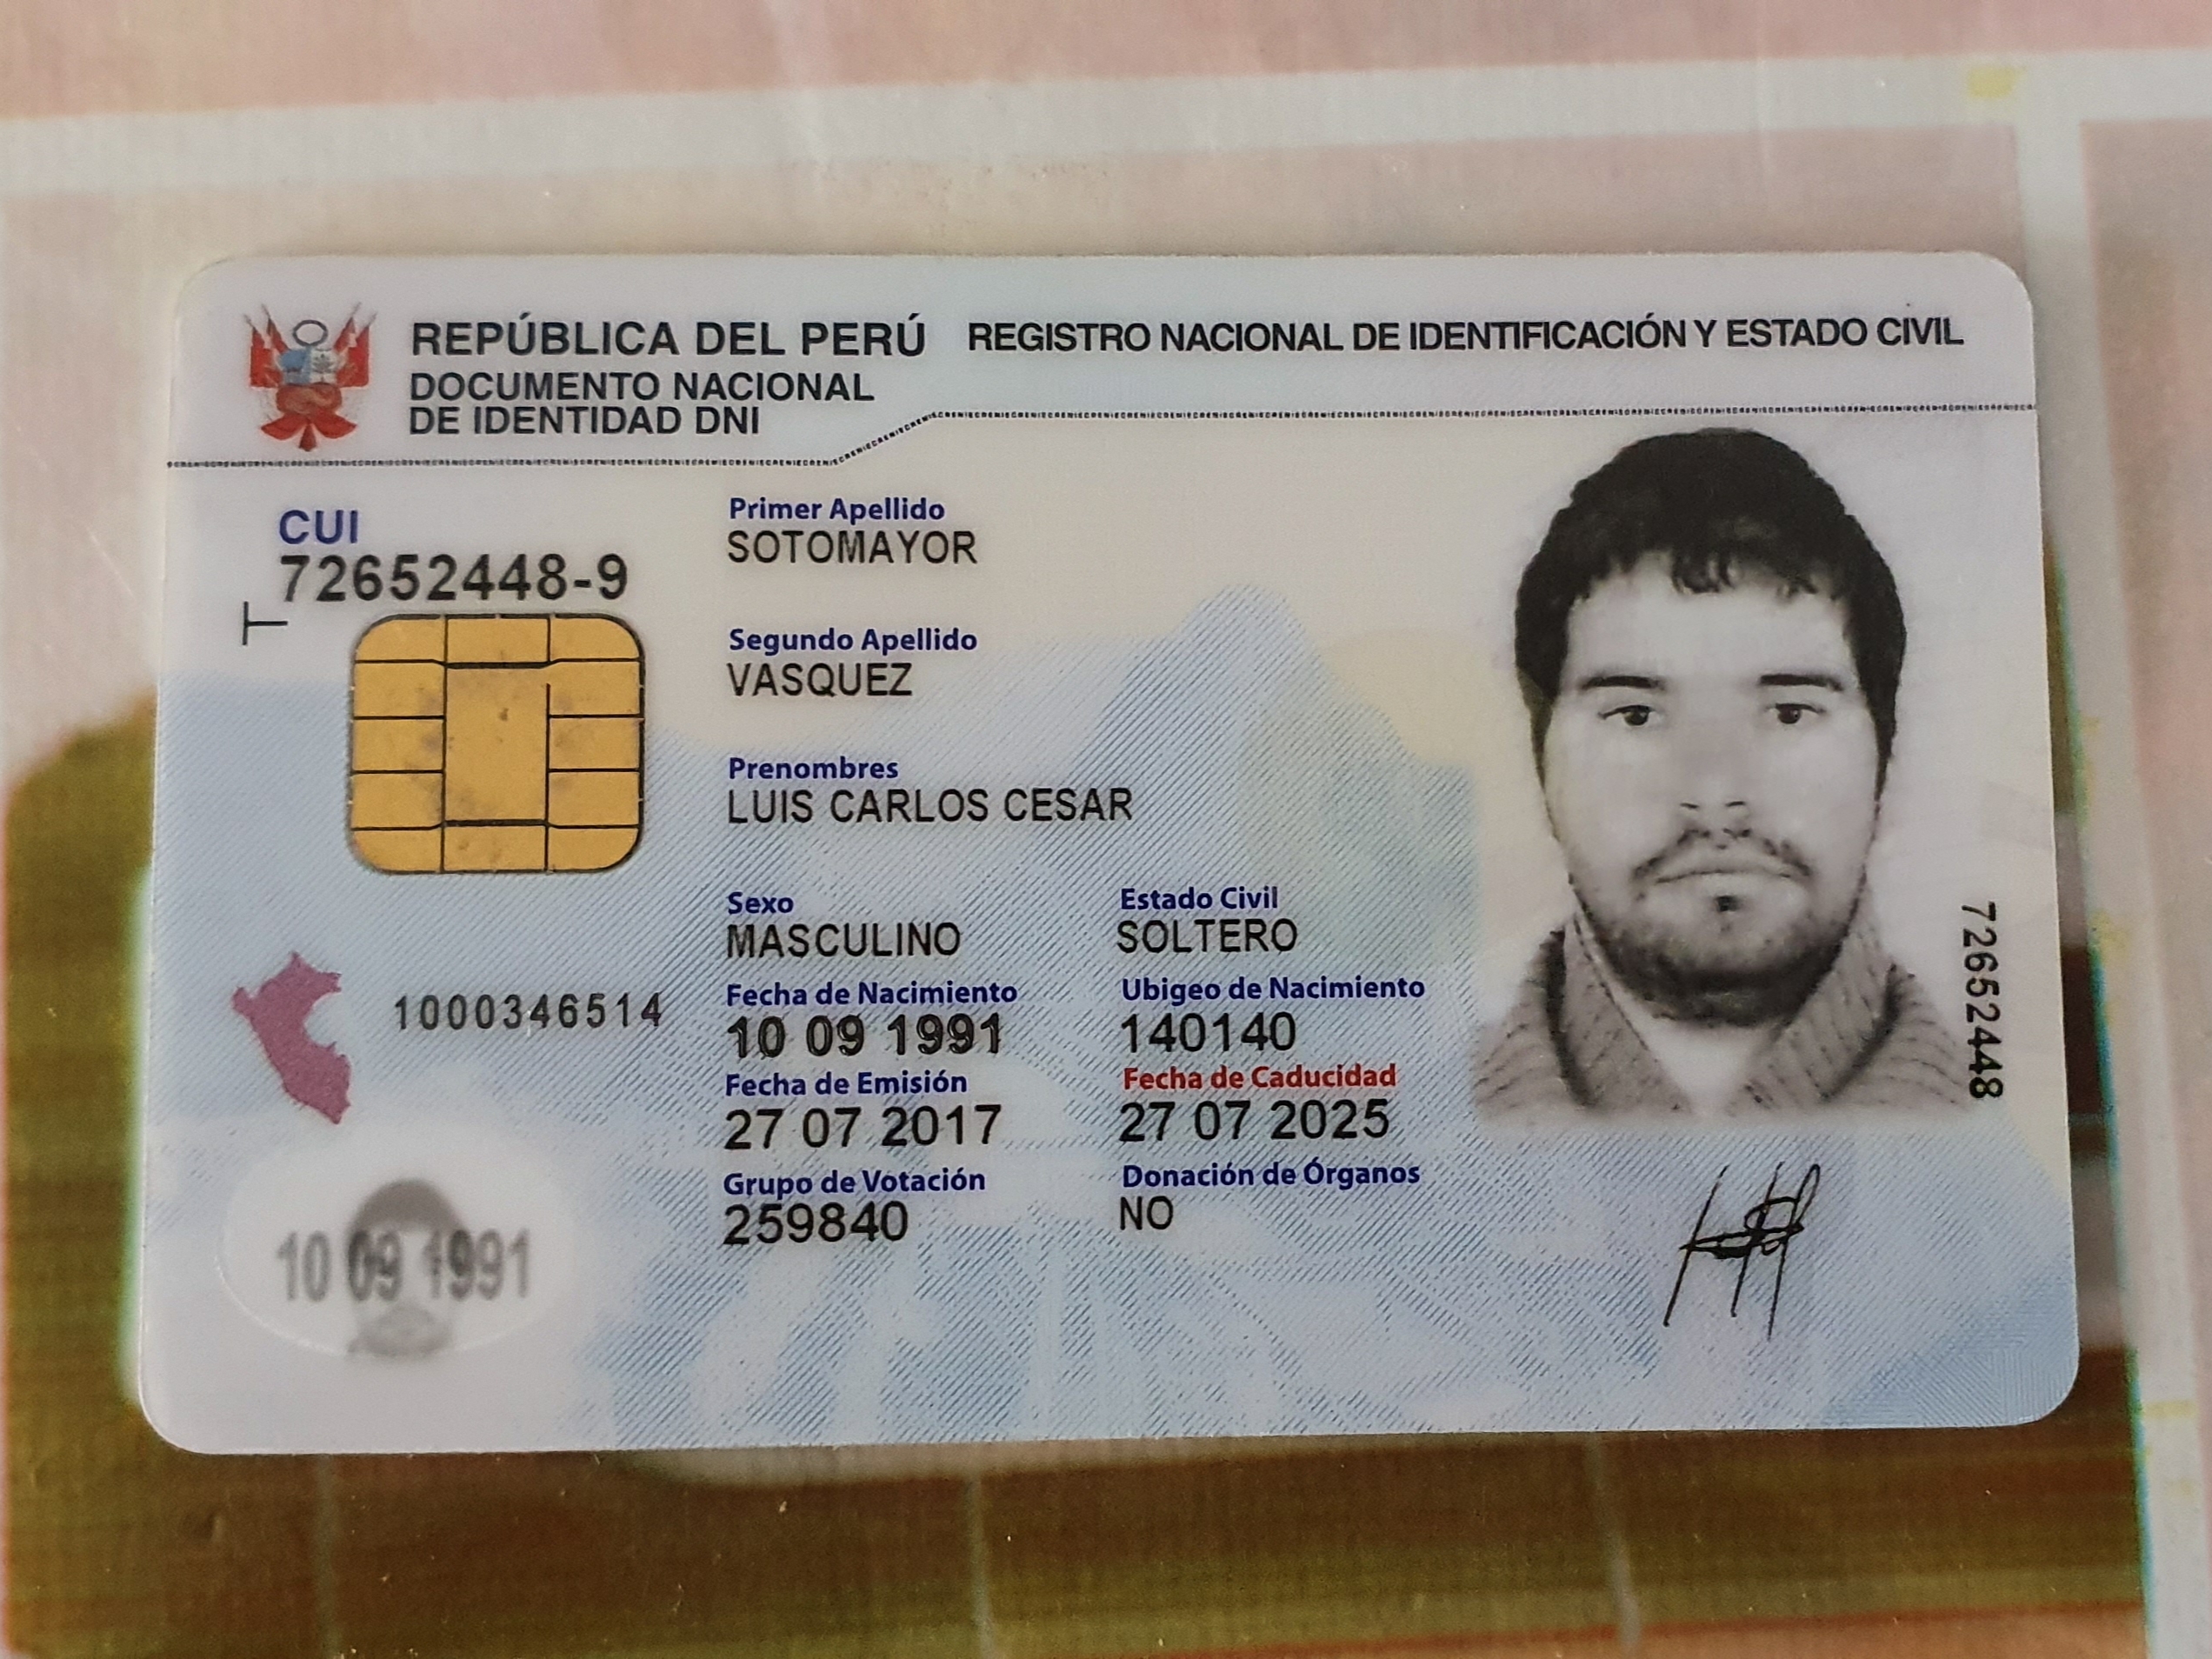 REPÚBLICA DEL PERÚ REGISTRO NACIONAL DE IDENTIFICACIÓN Y ESTADO CIVIL
DOCUMENTO NACIONAL
DE IDENTIDAD DNI
CUI
72652448-9
T
Primer Apellido
SOTOMAYOR
Segundo Apellido
VASQUEZ
Prenombres
LUIS CARLOS CESAR
Sexo Estado Civil
MASCULINO SOLTERO
Fecha de Nacimiento Ubigeo de Nacimiento
10 09 1991 140140
Fecha de Emisión Fecha de Caducidad
27 07 2017 27 07 2025
Grupo de Votación Donación de Órganos
259840 NO
1000346514
10 09 1991
72652448